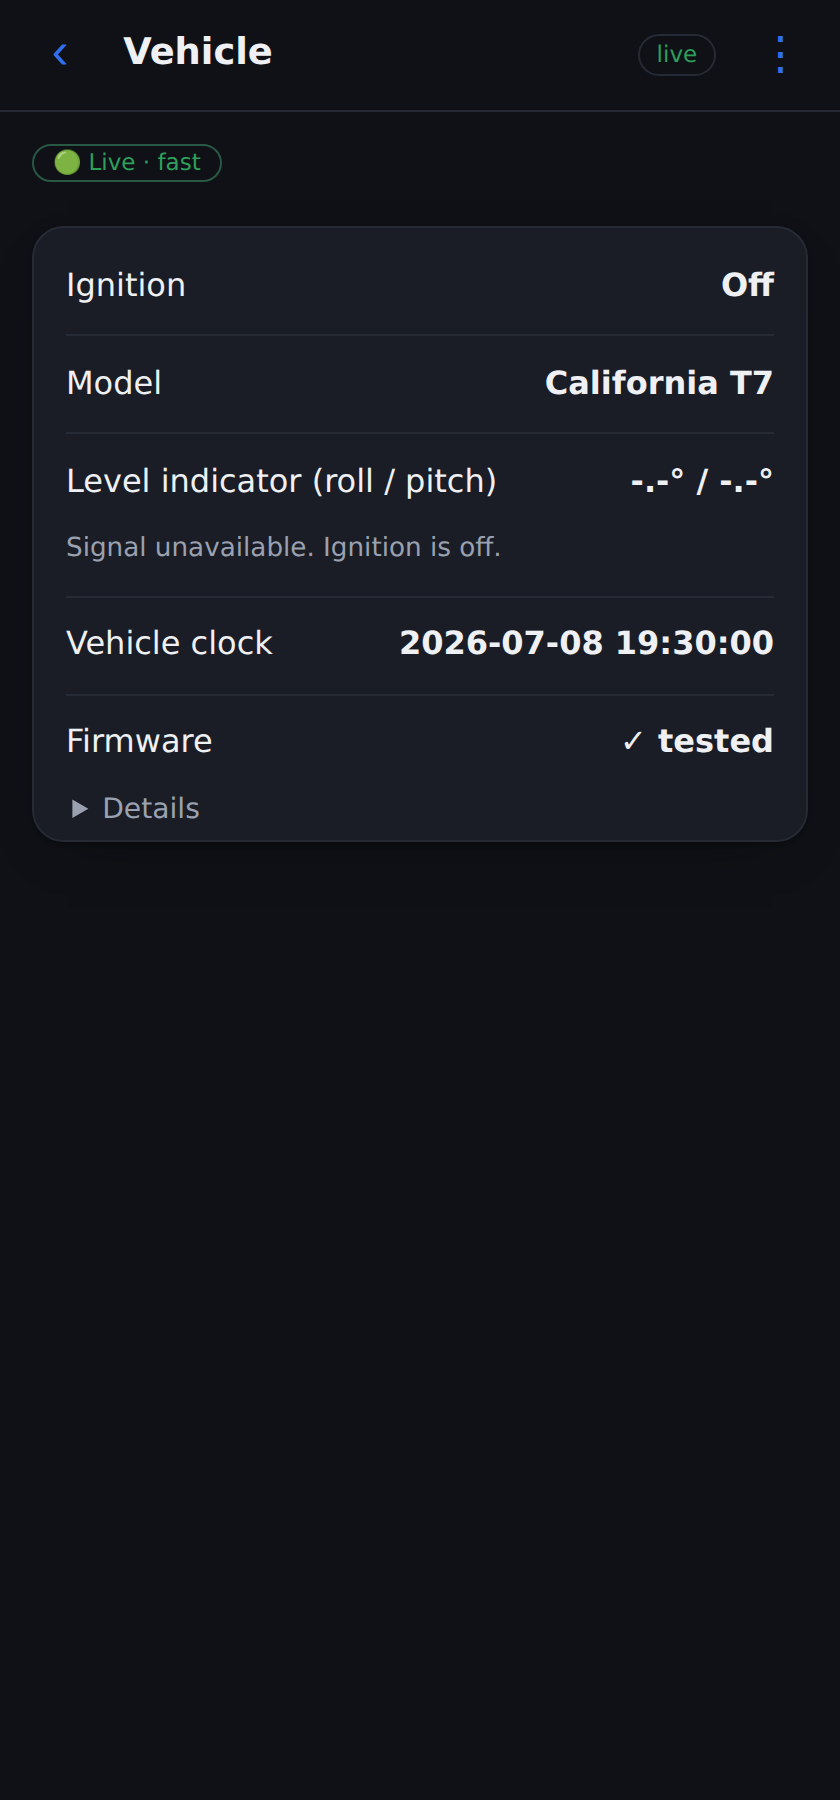 ‹ Vehicle live ⋮
🟢 Live · fast
Ignition Off
Model California T7
Level indicator (roll / pitch) -.-° / -.-°
Signal unavailable. Ignition is off.
Vehicle clock 2026-07-08 19:30:00
Firmware ✓ tested
▶ Details